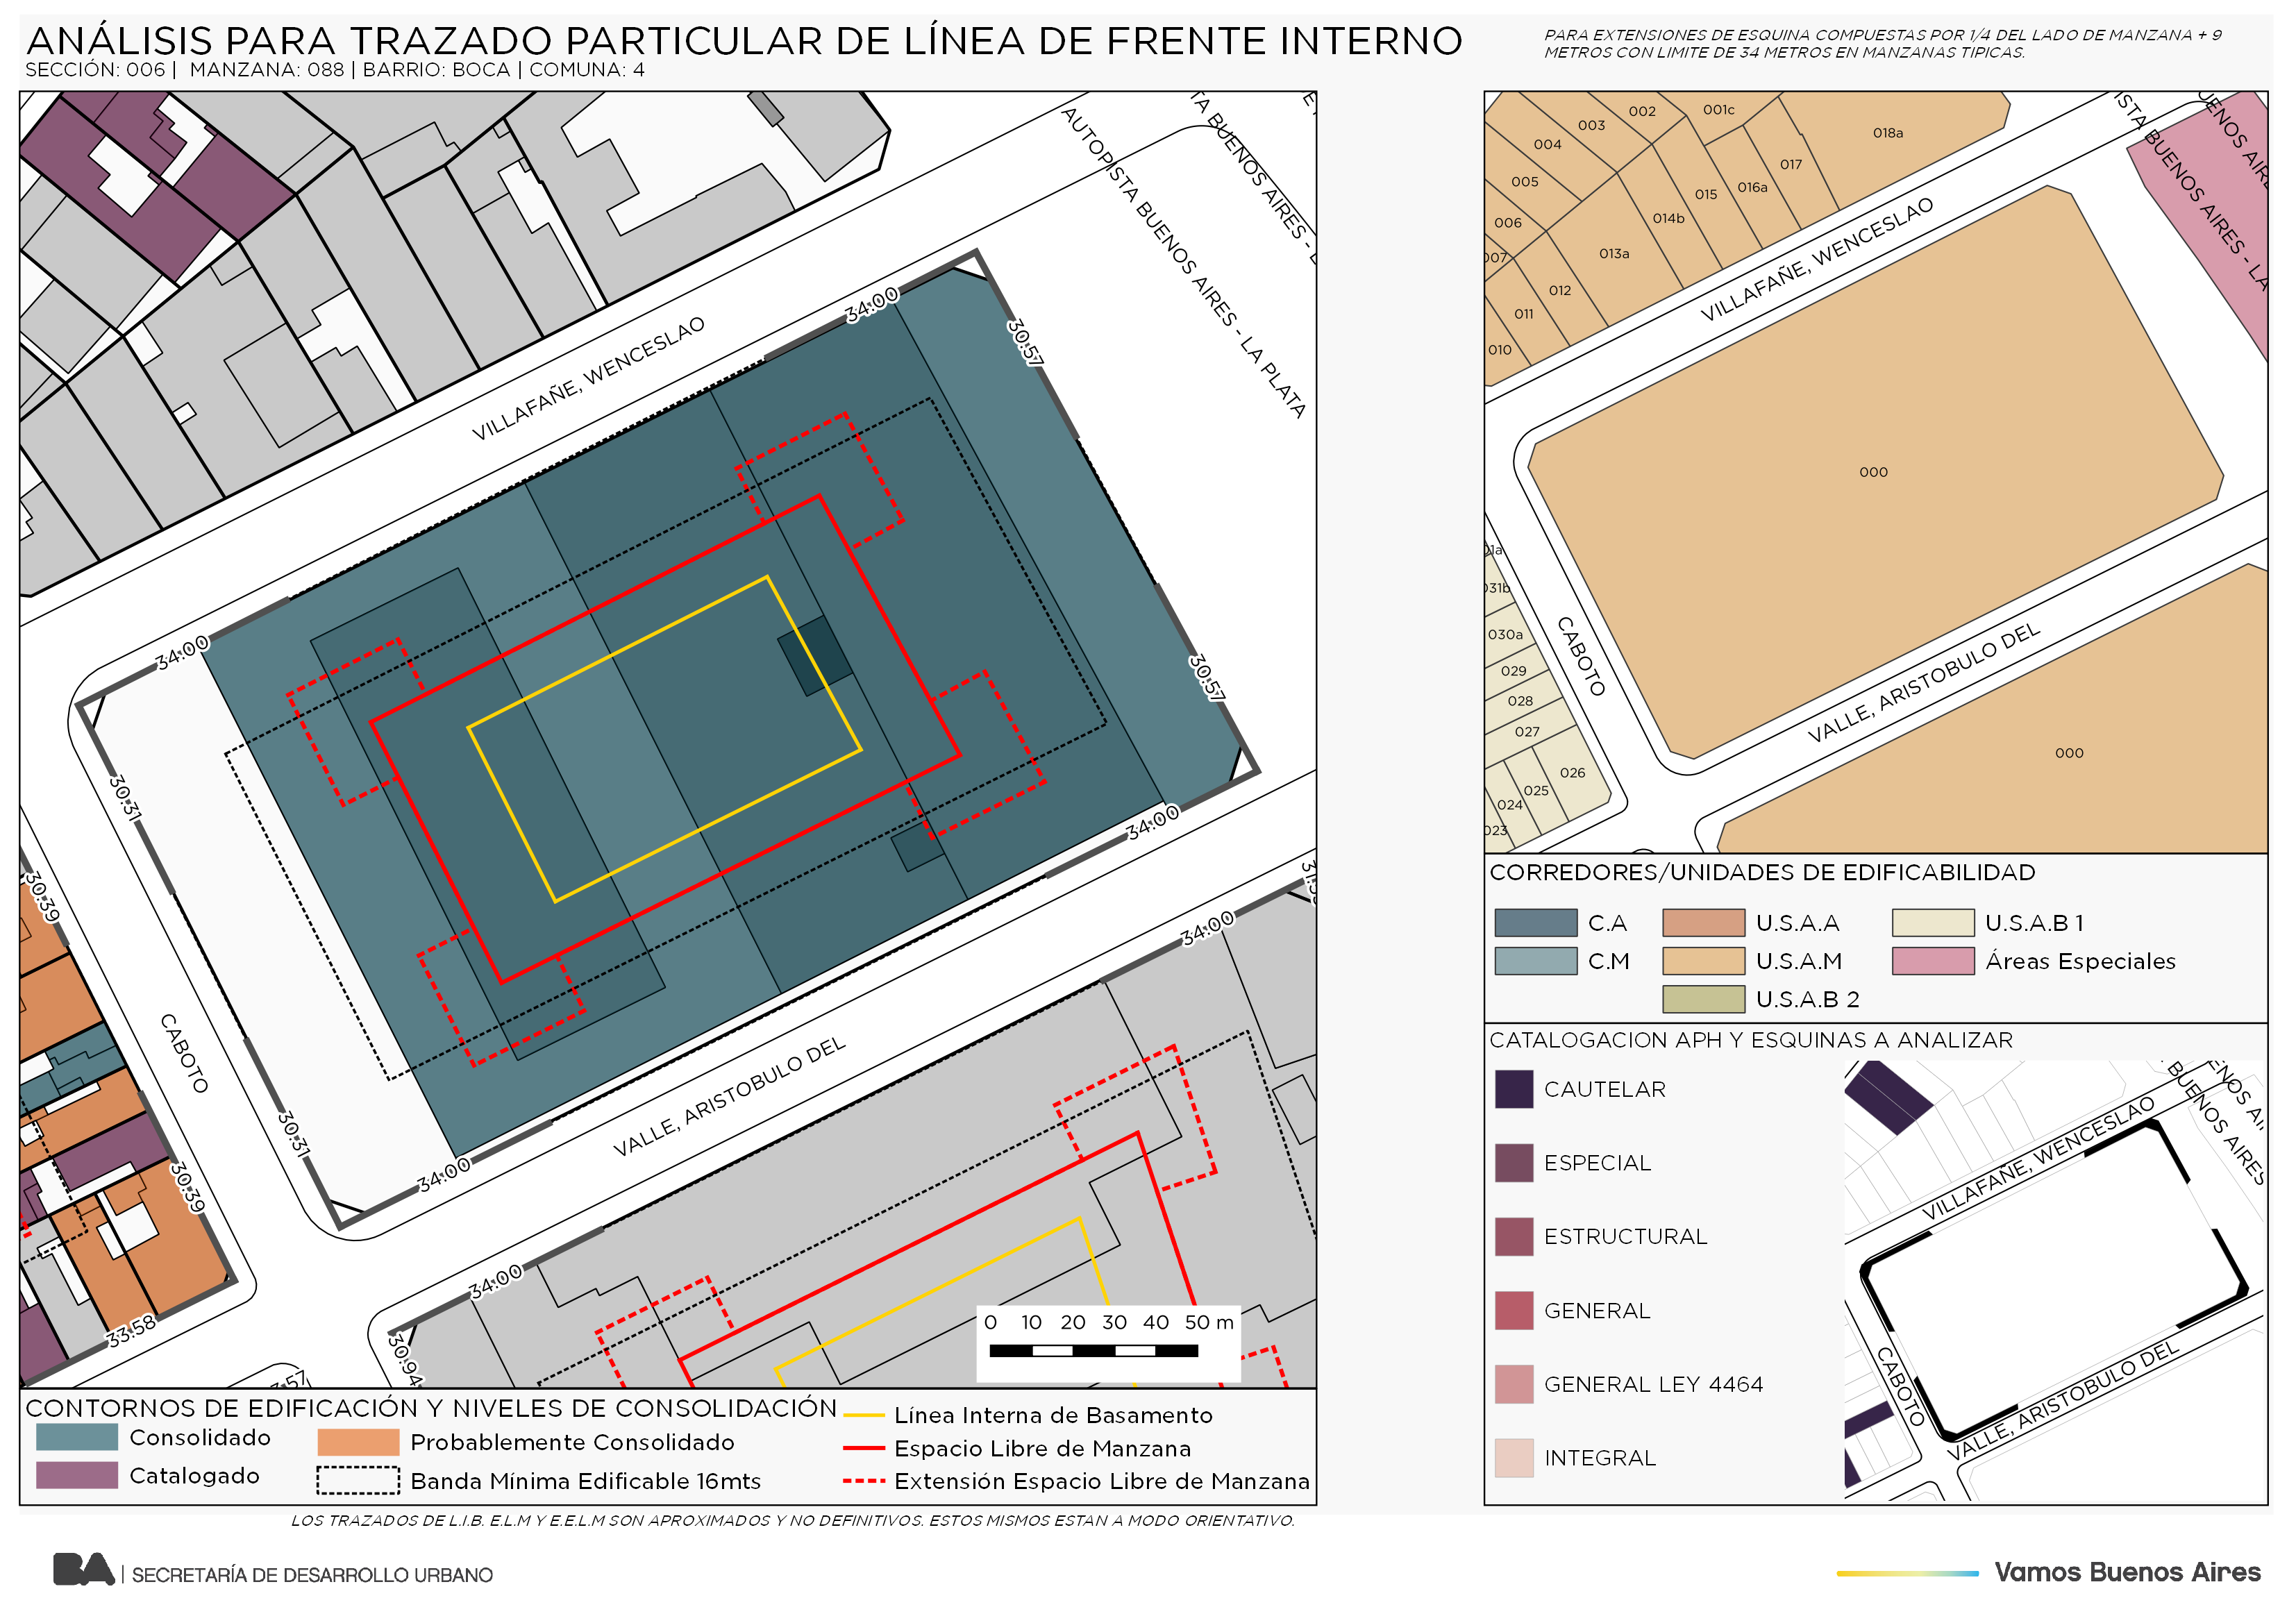 ANÁLISIS PARA TRAZADO PARTICULAR DE LÍNEA DE FRENTE INTERNO
SECCIÓN: 006 | MANZANA: 088 | BARRIO: BOCA | COMUNA: 4
PARA EXTENSIONES DE ESQUINA COMPUESTAS POR 1/4 DEL LADO DE MANZANA + 9
METROS CON LIMITE DE 34 METROS EN MANZANAS TIPICAS.
AUTOPISTA BUENOS AIRES - LA PLATA
TA BUENOS AIRES - L
VILLAFAÑE, WENCESLAO
34:00
30:57
34:00
30:57
30:31
34:00
30:39
CABOTO
30:31
34:00
VALLE, ARISTOBULO DEL
34:00
30:39
34:00
33.58
30:94
0 10 20 30 40 50 m
CONTORNOS DE EDIFICACIÓN Y NIVELES DE CONSOLIDACIÓN
Consolidado
Catalogado
Probablemente Consolidado
Banda Mínima Edificable 16mts
Línea Interna de Basamento
Espacio Libre de Manzana
Extensión Espacio Libre de Manzana
002
001c
003
004
018a
017
005
016a
015
006
014b
007
013a
012
011
010
VILLAFAÑE, WENCESLAO
ISTA BUENOS AIRES - LA
UENOS AIRE
000
01a
031b
030a
029
028
027
026
025
024
023
CABOTO
VALLE, ARISTOBULO DEL
000
CORREDORES/UNIDADES DE EDIFICABILIDAD
C.A
U.S.A.A
U.S.A.B 1
C.M
U.S.A.M
Áreas Especiales
U.S.A.B 2
CATALOGACION APH Y ESQUINAS A ANALIZAR
CAUTELAR
ESPECIAL
ESTRUCTURAL
GENERAL
GENERAL LEY 4464
INTEGRAL
VILLAFAÑE, WENCESLAO
BUENOS AIRES
ENOS AI
CABOTO
VALLE, ARISTOBULO DEL
LOS TRAZADOS DE L.I.B. E.L.M Y E.E.L.M SON APROXIMADOS Y NO DEFINITIVOS. ESTOS MISMOS ESTAN A MODO ORIENTATIVO.
BA | SECRETARÍA DE DESARROLLO URBANO
Vamos Buenos Aires